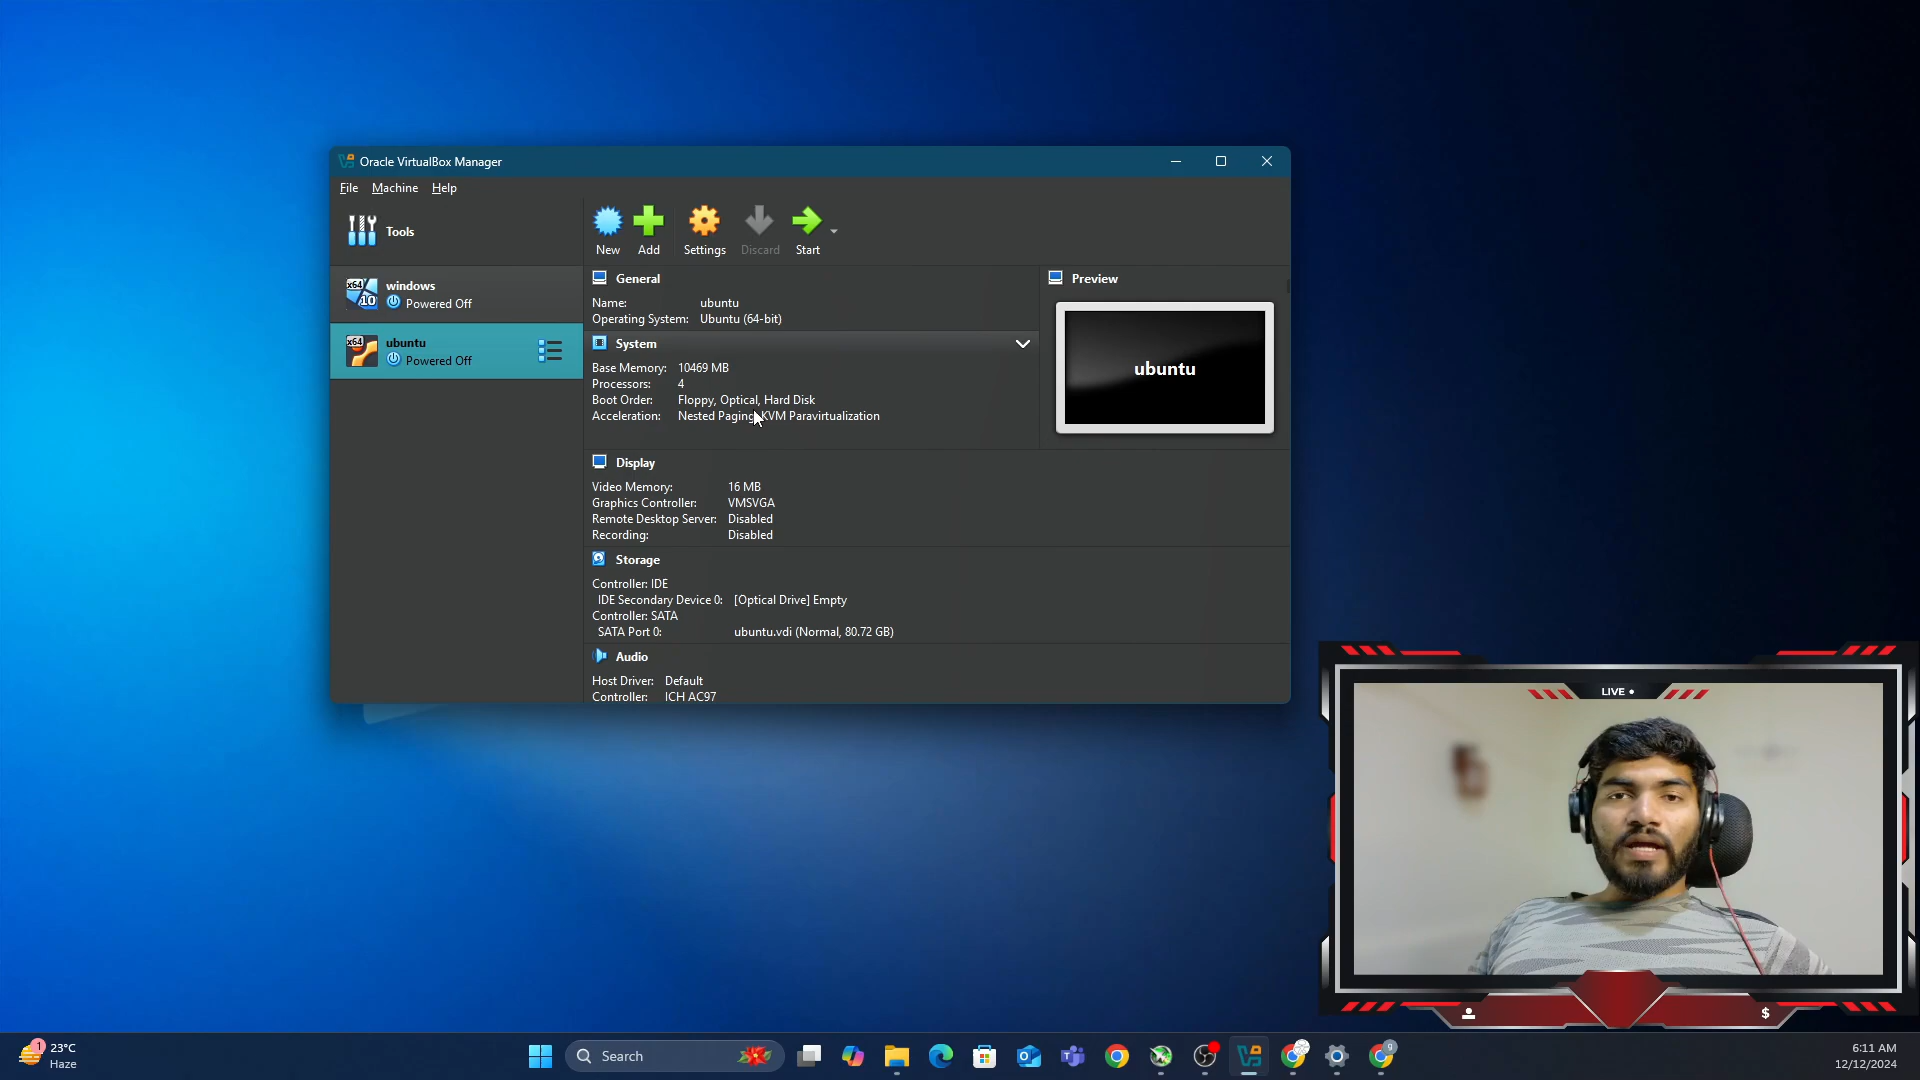 Oracle VirtualBox Manager
File Machine Help
Tools
New Add Settings Discard Start
x64 10 windows
Powered Off
x64 ubuntu
Powered Off
General
Name: ubuntu
Operating System: Ubuntu (64-bit)
System
Base Memory: 10469 MB
Processors: 4
Boot Order: Floppy, Optical, Hard Disk
Acceleration: Nested Paging, KVM Paravirtualization
Preview
ubuntu
Display
Video Memory: 16 MB
Graphics Controller: VMSVGA
Remote Desktop Server: Disabled
Recording: Disabled
Storage
Controller: IDE
IDE Secondary Device 0: [Optical Drive] Empty
Controller: SATA
SATA Port 0: ubuntu.vdi (Normal, 80.72 GB)
Audio
Host Driver: Default
Controller: ICH AC97
LIVE
$
1 23°C
Haze
Search
g
6:11 AM
12/12/2024